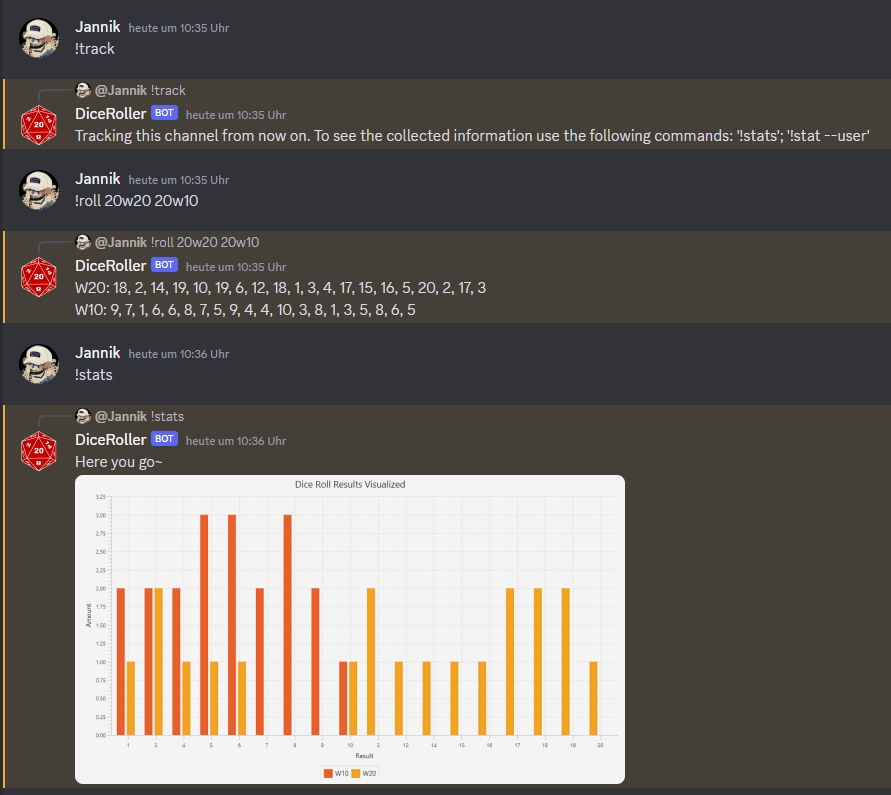 Jannik heute um 10:35 Uhr
!track
@Jannik !track
DiceRoller BOT heute um 10:35 Uhr
Tracking this channel from now on. To see the collected information use the following commands: '!stats'; '!stat --user'
Jannik heute um 10:35 Uhr
!roll 20w20 20w10
@Jannik !roll 20w20 20w10
20
DiceRoller BOT heute um 10:35 Uhr
W20: 18, 2, 14, 19, 10, 19, 6, 12, 18, 1, 3, 4, 17, 15, 16, 5, 20, 2, 17, 3
W10: 9, 7, 1, 6, 6, 8, 7, 5, 9, 4, 4, 10, 3, 8, 1, 3, 5, 8, 6, 5
Jannik heute um 10:36 Uhr
!stats
@Jannik !stats
20
DiceRoller BOT heute um 10:36 Uhr
Here you go~
Dice Roll Results Visualized
3.25
3.00
2.75
2.50
2.25
2.00
1.75
1.50
1.25
1.00
0.75
0.50
0.25
0.00
Amount
1 3 4 5 6 7 8 9 10 2 12 14 15 16 17 18 19 20
Result
W10 W20